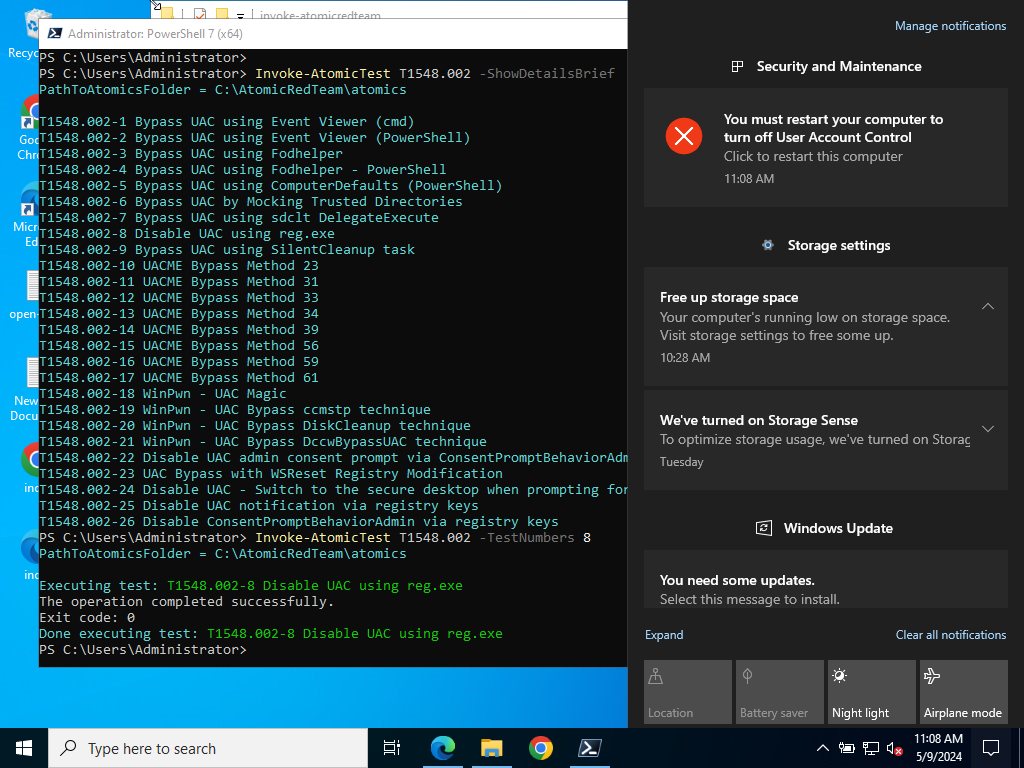 invoke-atomicredteam
Administrator: PowerShell 7 (x64)
PS C:\Users\Administrator>
PS C:\Users\Administrator> Invoke-AtomicTest T1548.002 -ShowDetailsBrief
PathToAtomicsFolder = C:\AtomicRedTeam\atomics
T1548.002-1 Bypass UAC using Event Viewer (cmd)
T1548.002-2 Bypass UAC using Event Viewer (PowerShell)
T1548.002-3 Bypass UAC using Fodhelper
T1548.002-4 Bypass UAC using Fodhelper - PowerShell
T1548.002-5 Bypass UAC using ComputerDefaults (PowerShell)
T1548.002-6 Bypass UAC by Mocking Trusted Directories
T1548.002-7 Bypass UAC using sdclt DelegateExecute
T1548.002-8 Disable UAC using reg.exe
T1548.002-9 Bypass UAC using SilentCleanup task
T1548.002-10 UACME Bypass Method 23
T1548.002-11 UACME Bypass Method 31
T1548.002-12 UACME Bypass Method 33
T1548.002-13 UACME Bypass Method 34
T1548.002-14 UACME Bypass Method 39
T1548.002-15 UACME Bypass Method 56
T1548.002-16 UACME Bypass Method 59
T1548.002-17 UACME Bypass Method 61
T1548.002-18 WinPwn - UAC Magic
T1548.002-19 WinPwn - UAC Bypass ccmstp technique
T1548.002-20 WinPwn - UAC Bypass DiskCleanup technique
T1548.002-21 WinPwn - UAC Bypass DccwBypassUAC technique
T1548.002-22 Disable UAC admin consent prompt via ConsentPromptBehaviorAdm
T1548.002-23 UAC Bypass with WSReset Registry Modification
T1548.002-24 Disable UAC - Switch to the secure desktop when prompting for
T1548.002-25 Disable UAC notification via registry keys
T1548.002-26 Disable ConsentPromptBehaviorAdmin via registry keys
PS C:\Users\Administrator> Invoke-AtomicTest T1548.002 -TestNumbers 8
PathToAtomicsFolder = C:\AtomicRedTeam\atomics
Executing test: T1548.002-8 Disable UAC using reg.exe
The operation completed successfully.
Exit code: 0
Done executing test: T1548.002-8 Disable UAC using reg.exe
PS C:\Users\Administrator>
Recyc
Goo
Chro
Micr
Ed
open-
New
Docu
ind
ind
Manage notifications
Security and Maintenance
You must restart your computer to
turn off User Account Control
Click to restart this computer
11:08 AM
Storage settings
Free up storage space
Your computer's running low on storage space.
Visit storage settings to free some up.
10:28 AM
We've turned on Storage Sense
To optimize storage usage, we've turned on Storag
Tuesday
Windows Update
You need some updates.
Select this message to install.
Expand
Clear all notifications
Location
Battery saver
Night light
Airplane mode
Type here to search
11:08 AM
5/9/2024